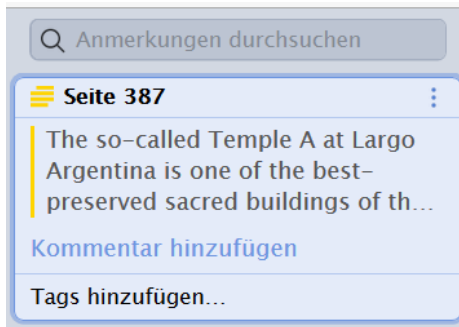 Anmerkungen durchsuchen
Seite 387
The so-called Temple A at Largo
Argentina is one of the best-
preserved sacred buildings of th...
Kommentar hinzufügen
Tags hinzufügen...